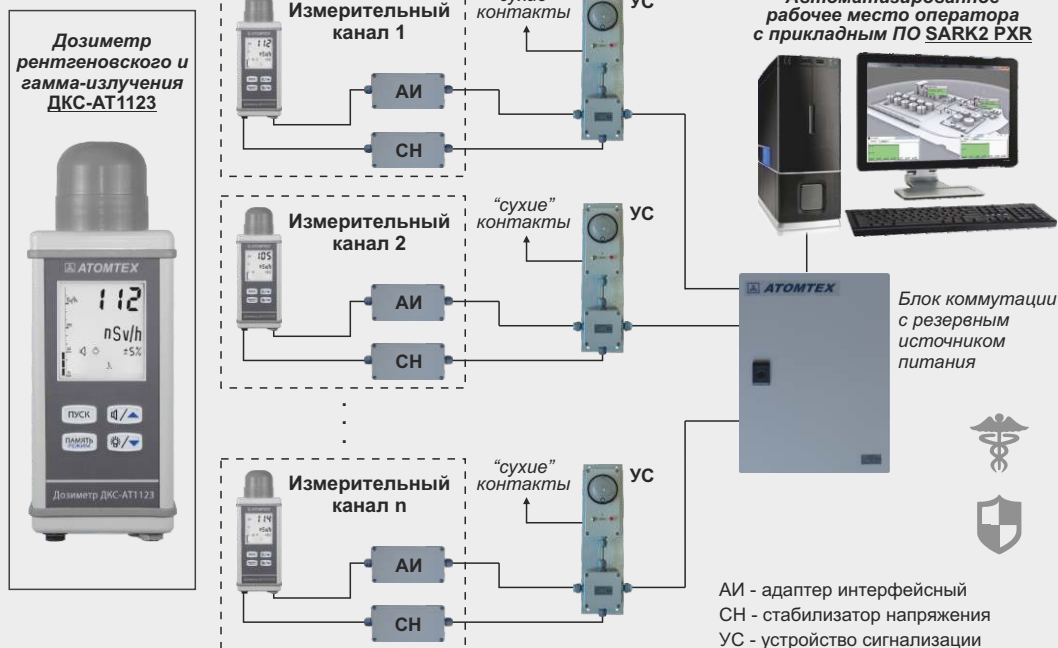 Дозиметр
рентгеновского и
гамма-излучения
ДКС-АТ1123
ATOMTEX
112
nSv/h
±5%
ПУСК
ПАМЯТЬ
РЕЖИМ
Дозиметр ДКС-АТ1123
Измерительный
канал 1
112
АИ
СН
"сухие"
контакты
УС
Измерительный
канал 2
105
АИ
СН
"сухие"
контакты
УС
Измерительный
канал n
114
АИ
СН
"сухие"
контакты
УС
Автоматизированное
рабочее место оператора
с прикладным ПО SARK2 PXR
ATOMTEX
Блок коммутации
с резервным
источником
питания
АИ - адаптер интерфейсный
СН - стабилизатор напряжения
УС - устройство сигнализации